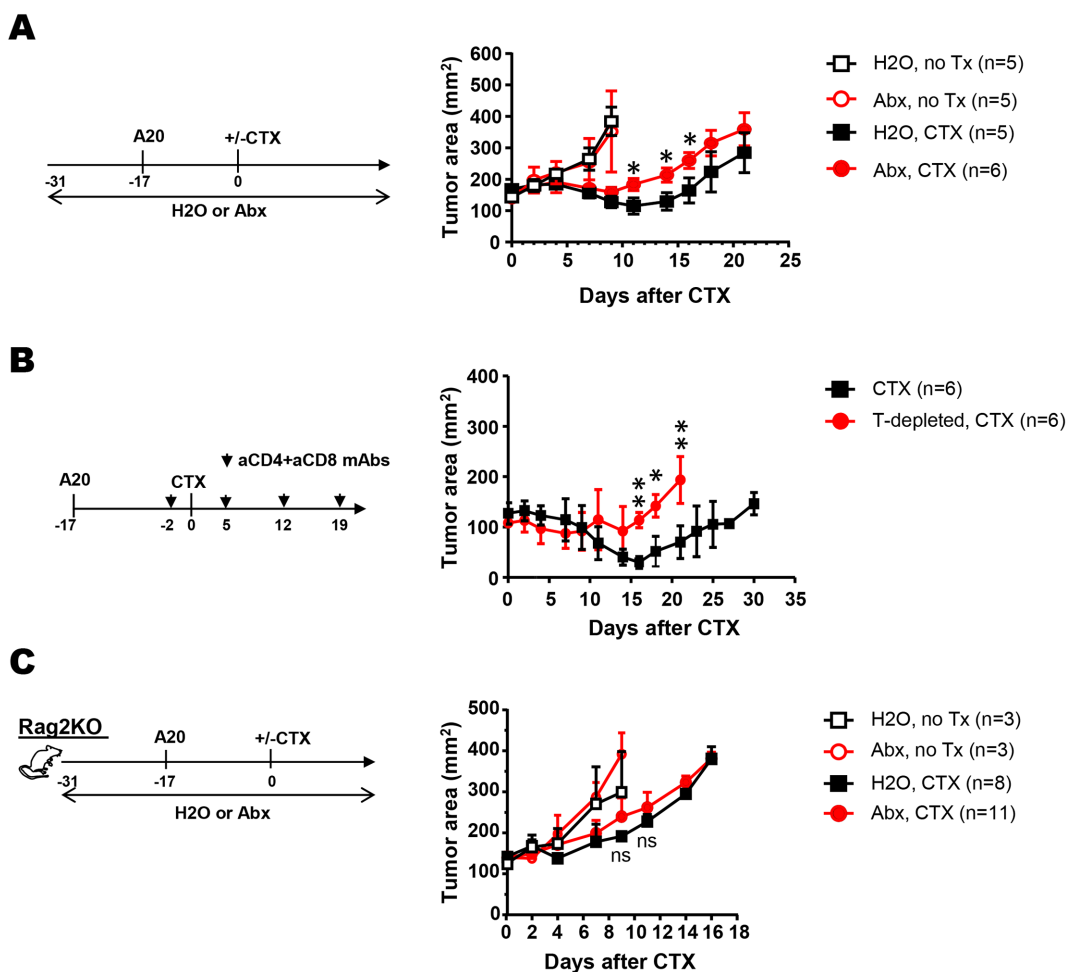 A
A20
+/-CTX
-31
-17
0
H2O or Abx
Tumor area (mm²)
600
500
400
300
200
100
0
* * *
0 5 10 15 20 25
Days after CTX
H2O, no Tx (n=5)
Abx, no Tx (n=5)
H2O, CTX (n=5)
Abx, CTX (n=6)
B
aCD4+aCD8 mAbs
A20
CTX
-17 -2 0 5 12 19
Tumor area (mm²)
400
300
200
100
0
** * **
0 5 10 15 20 25 30 35
Days after CTX
CTX (n=6)
T-depleted, CTX (n=6)
C
Rag2KO
A20
+/-CTX
-31 -17 0
H2O or Abx
Tumor area (mm²)
500
400
300
200
100
0
ns ns
0 2 4 6 8 10 12 14 16 18
Days after CTX
H2O, no Tx (n=3)
Abx, no Tx (n=3)
H2O, CTX (n=8)
Abx, CTX (n=11)